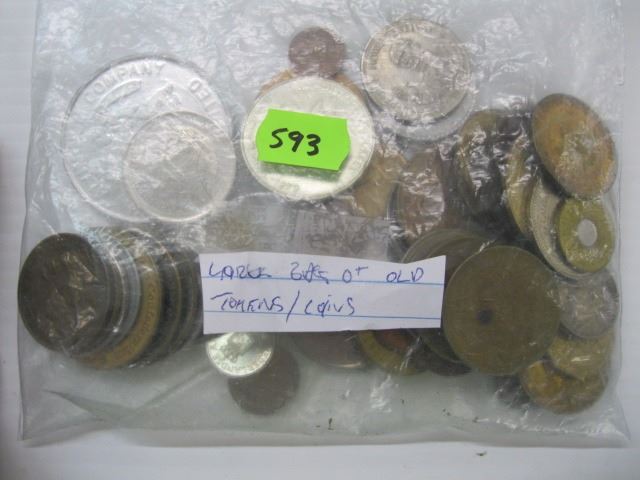 COMPANY
593
LARGE BAG OF OLD
TOKENS/COINS